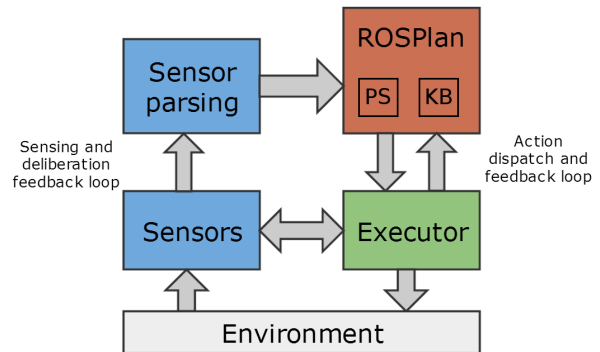 ROSPlan
Sensor
parsing
PS
KB
Sensing and
deliberation
feedback loop
Action
dispatch and
feedback loop
Sensors
Executor
Environment